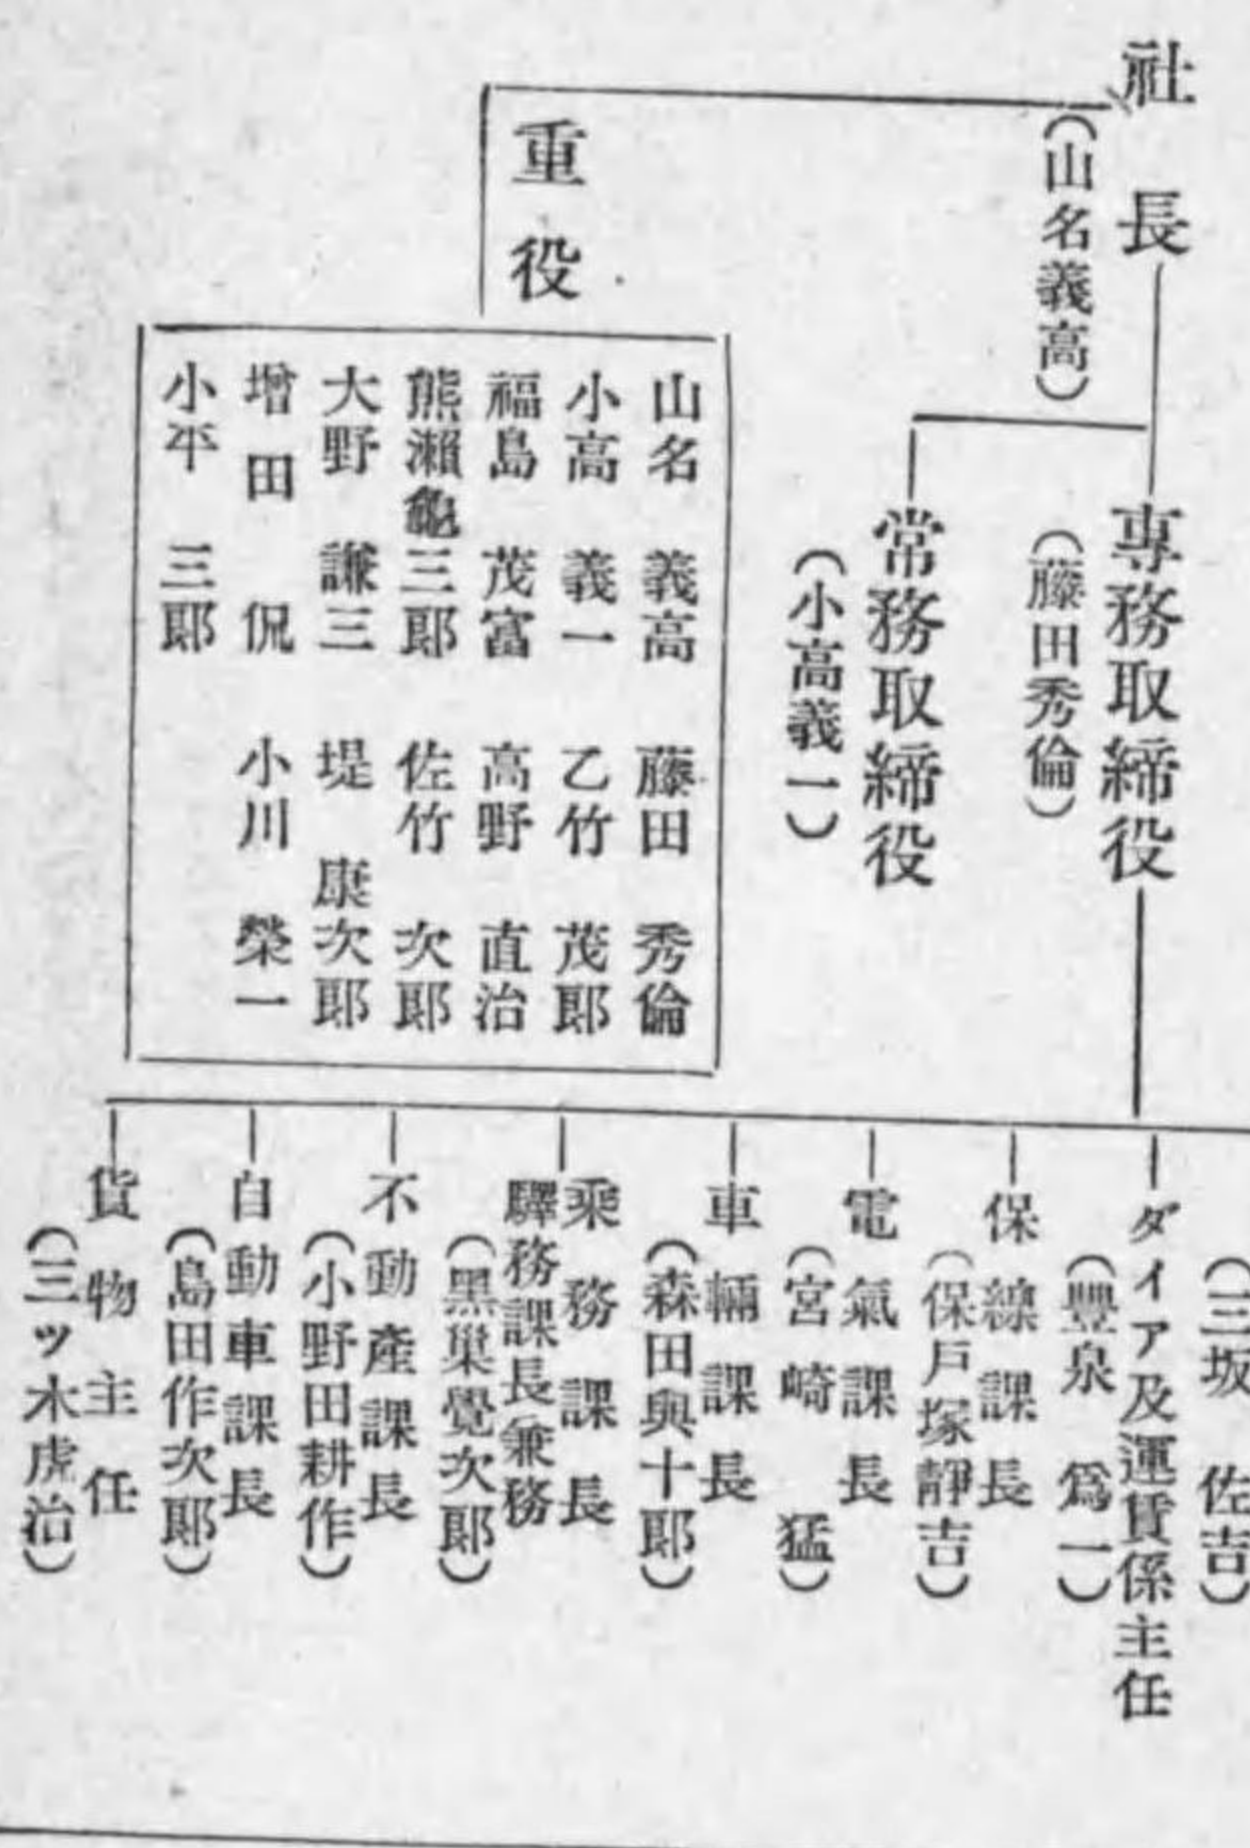 社長
(山名義高)
専務取締役
(藤田秀倫)
常務取締役
(小高義一)
重役
山名 義高 藤田 秀倫
小高 義一 乙竹 茂郎
福島 茂富 高野 直治
熊瀬龜三郎 佐竹 次郎
大野 謙三 堤 康次郎
増田 侃 小川 榮一
小平 三郎
(三坂 佐吉)
ダイア及運賃係主任
(豐泉 爲一)
保線課長
(保戸塚靜吉)
電氣課長
(宮崎 猛)
車輛課長
(森田與十郎)
乘務課長
驛務課長兼務
(黑巢覺次郎)
不動産課長
(小野田耕作)
自動車課長
(島田作次郎)
貨物主任
(三ッ木虎治)